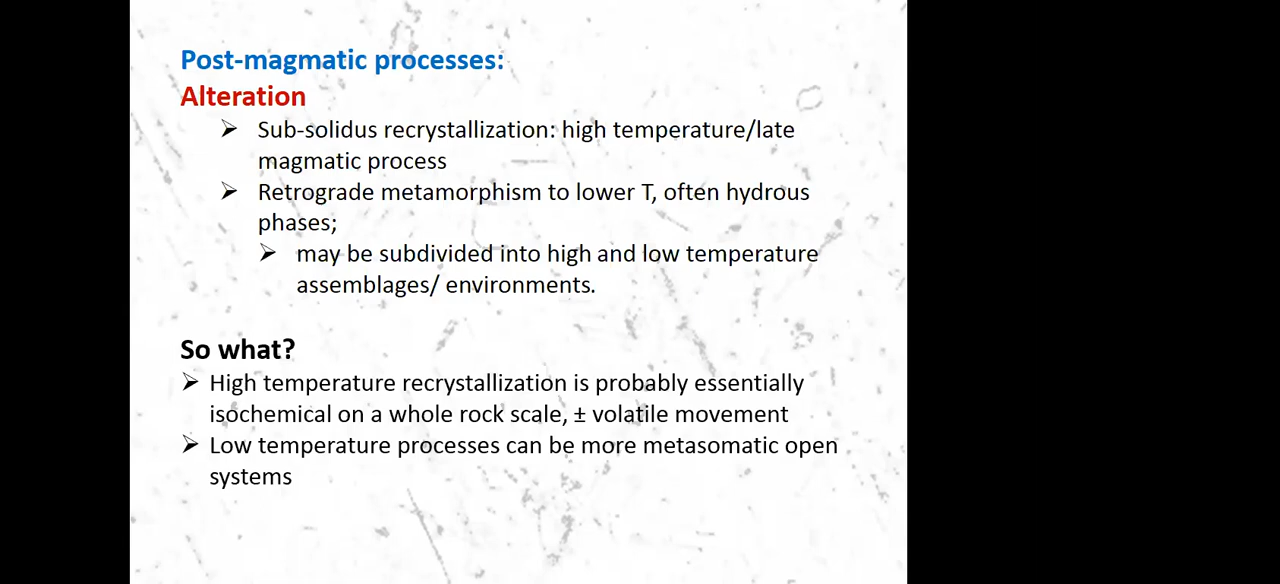 Post-magmatic processes:
Alteration
➢ Sub-solidus recrystallization: high temperature/late
magmatic process
➢ Retrograde metamorphism to lower T, often hydrous
phases;
➢ may be subdivided into high and low temperature
assemblages/ environments.
So what?
➢ High temperature recrystallization is probably essentially
isochemical on a whole rock scale, ± volatile movement
➢ Low temperature processes can be more metasomatic open
systems